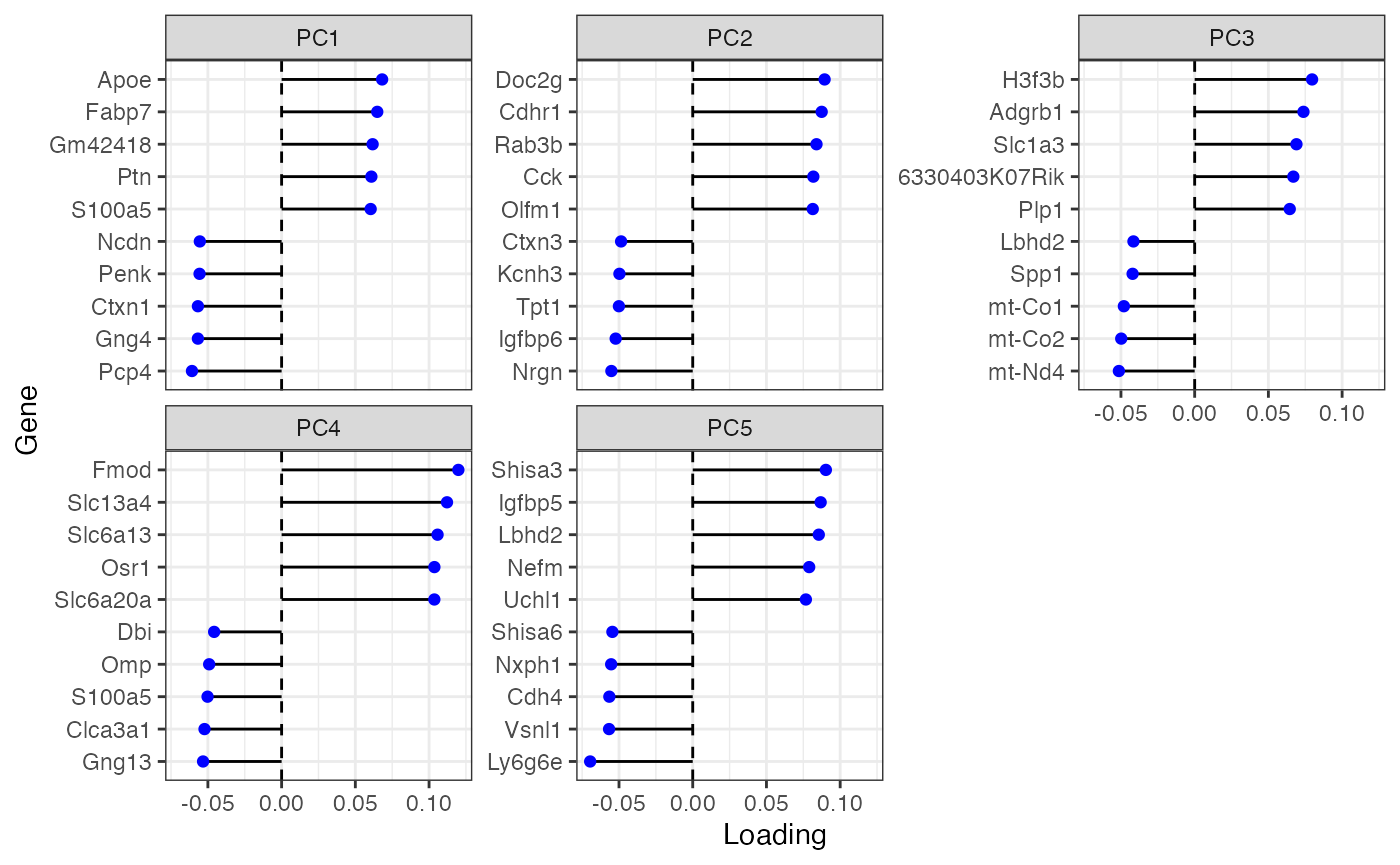 PC1
Apoe
Fabp7
Gm42418
Ptn
S100a5
Ncdn
Penk
Ctxn1
Gng4
Pcp4
PC2
Doc2g
Cdhr1
Rab3b
Cck
Olfm1
Ctxn3
Kcnh3
Tpt1
Igfbp6
Nrgn
PC3
H3f3b
Adgrb1
Slc1a3
6330403K07Rik
Plp1
Lbhd2
Spp1
mt-Co1
mt-Co2
mt-Nd4
-0.05 0.00 0.05 0.10
PC4
Fmod
Slc13a4
Slc6a13
Osr1
Slc6a20a
Dbi
Omp
S100a5
Clca3a1
Gng13
-0.05 0.00 0.05 0.10
PC5
Shisa3
Igfbp5
Lbhd2
Nefm
Uchl1
Shisa6
Nxph1
Cdh4
Vsnl1
Ly6g6e
-0.05 0.00 0.05 0.10
Gene
Loading